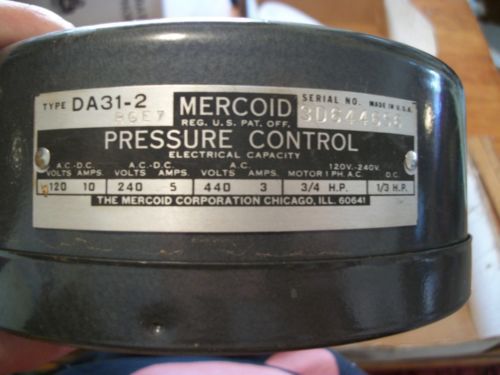 TYPE DA31-2 MERCOID SERIAL NO. MADE IN U.S.A.
REG. U.S. PAT. OFF.
PRESSURE CONTROL
ELECTRICAL CAPACITY
A.C.-D.C. A.C.-D.C. A.C. 120V.-240V.
VOLTS AMPS. VOLTS AMPS. VOLTS AMPS. MOTOR 1 PH. A.C. D.C.
120 10 240 5 440 3 3/4 H.P. 1/3 H.P.
THE MERCOID CORPORATION CHICAGO, ILL. 60641